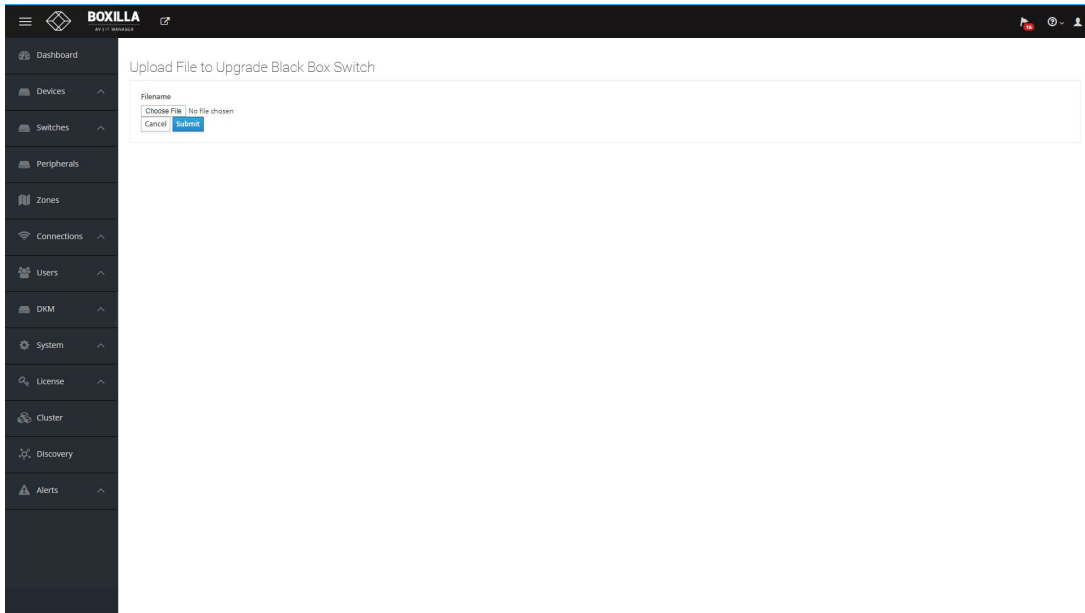 BOXILLA
AV | IT MANAGER
16
Dashboard
Devices
Switches
Peripherals
Zones
Connections
Users
DKM
System
License
Cluster
Discovery
Alerts
Upload File to Upgrade Black Box Switch
Filename
Choose File No file chosen
Cancel Submit